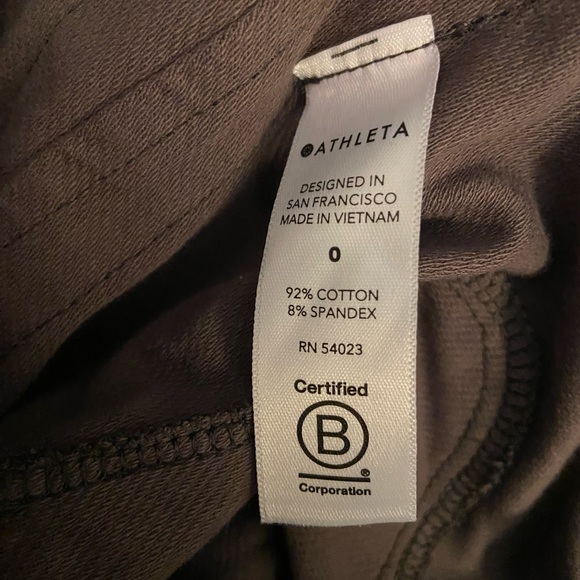 ATHLETA
DESIGNED IN
SAN FRANCISCO
MADE IN VIETNAM
0
92% COTTON
8% SPANDEX
RN 54023
Certified
B
®
Corporation